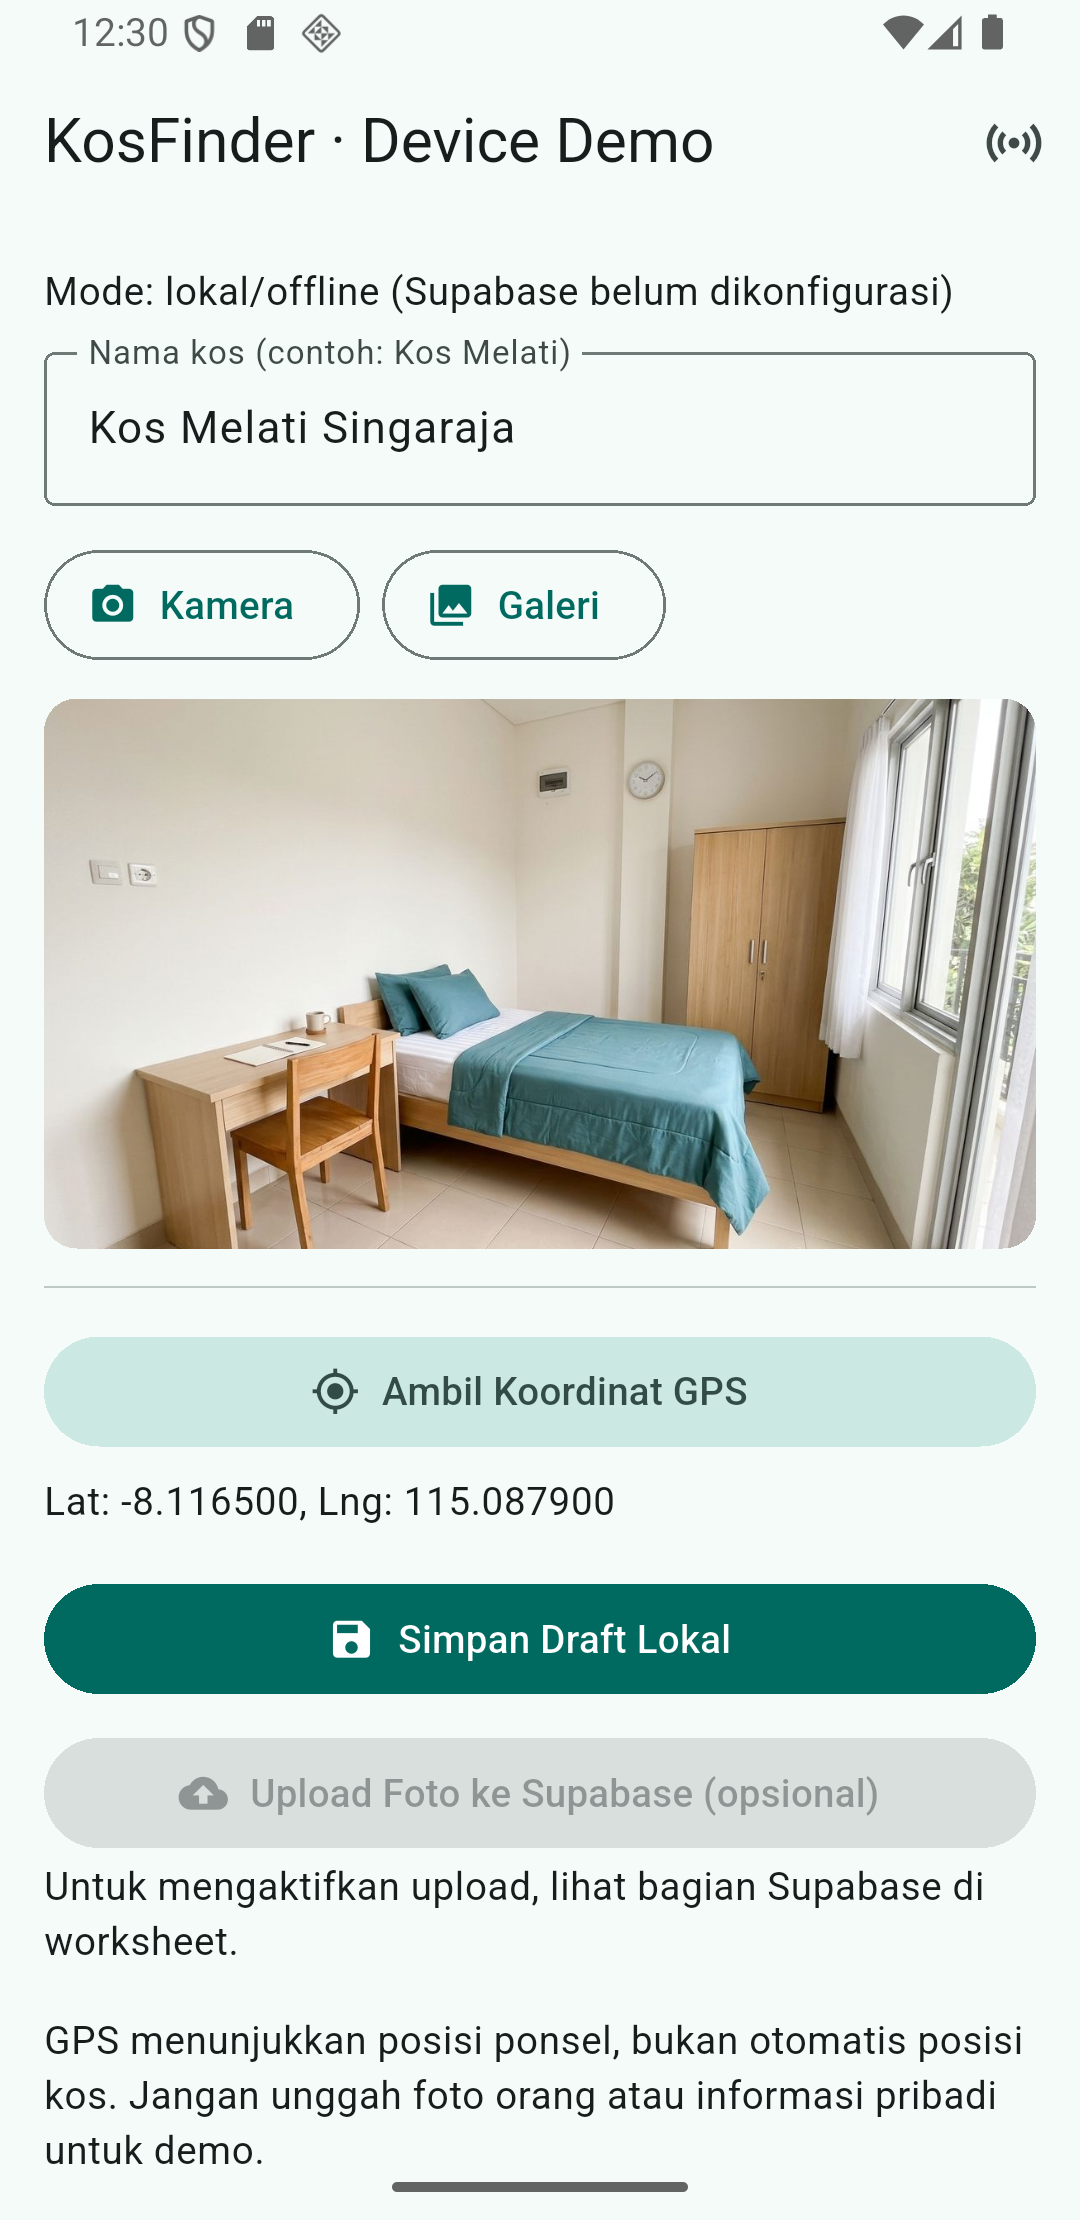 12:30
KosFinder · Device Demo
Mode: lokal/offline (Supabase belum dikonfigurasi)
Nama kos (contoh: Kos Melati)
Kos Melati Singaraja
Kamera
Galeri
Ambil Koordinat GPS
Lat: -8.116500, Lng: 115.087900
Simpan Draft Lokal
Upload Foto ke Supabase (opsional)
Untuk mengaktifkan upload, lihat bagian Supabase di
worksheet.
GPS menunjukkan posisi ponsel, bukan otomatis posisi
kos. Jangan unggah foto orang atau informasi pribadi
untuk demo.